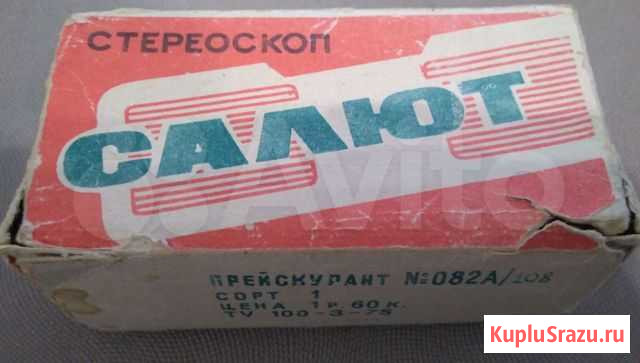 СТЕРЕОСКОП
САЛЮТ
Avito
ПРЕЙСКУРАНТ №082А/108
СОРТ 1
ЦЕНА 1 р. 60 к.
ТУ 100-3-75
KupluSrazu.ru